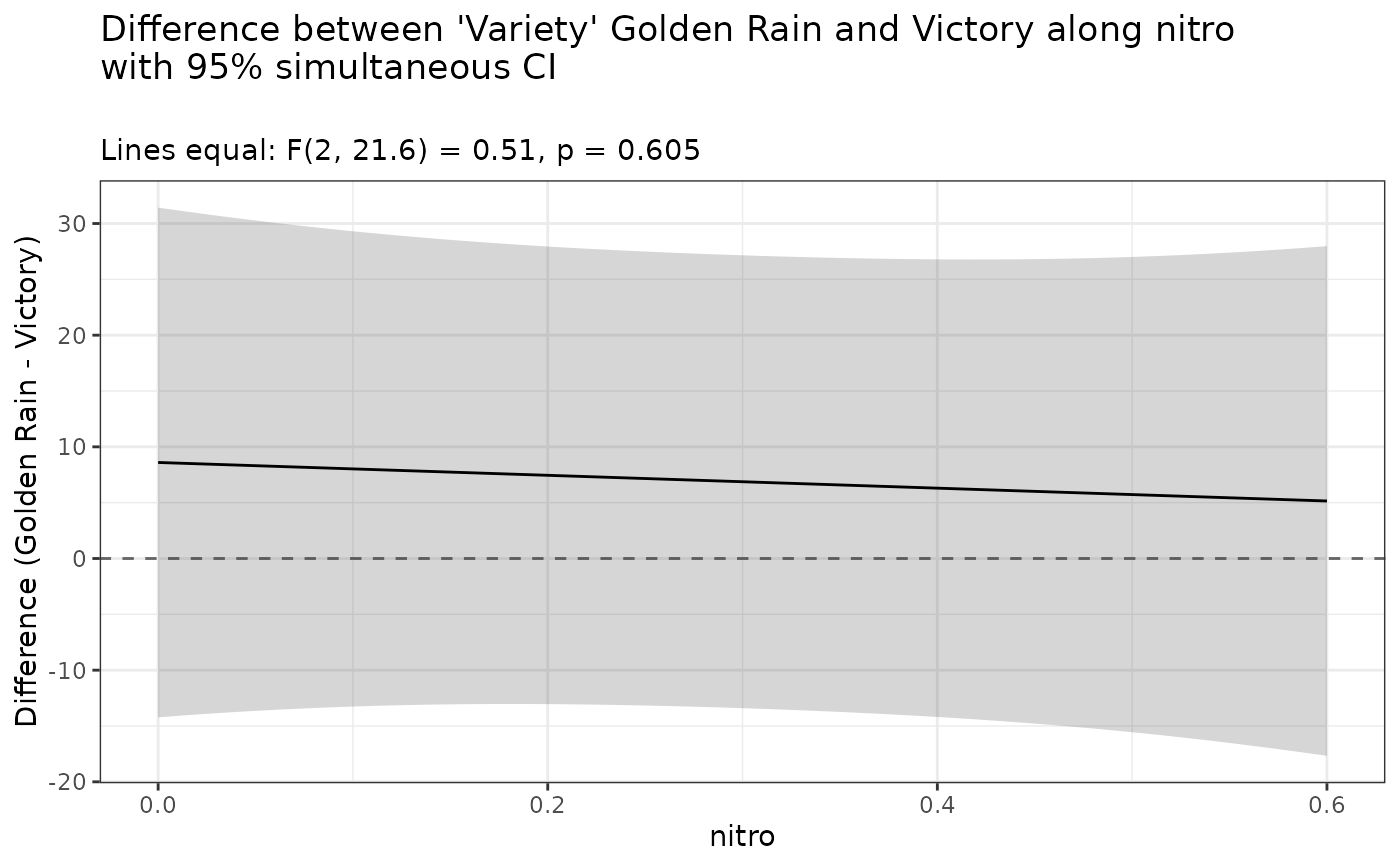 Difference between 'Variety' Golden Rain and Victory along nitro
with 95% simultaneous CI
Lines equal: F(2, 21.6) = 0.51, p = 0.605
Difference (Golden Rain - Victory)
30
20
10
0
-10
-20
0.0
0.2
0.4
0.6
nitro